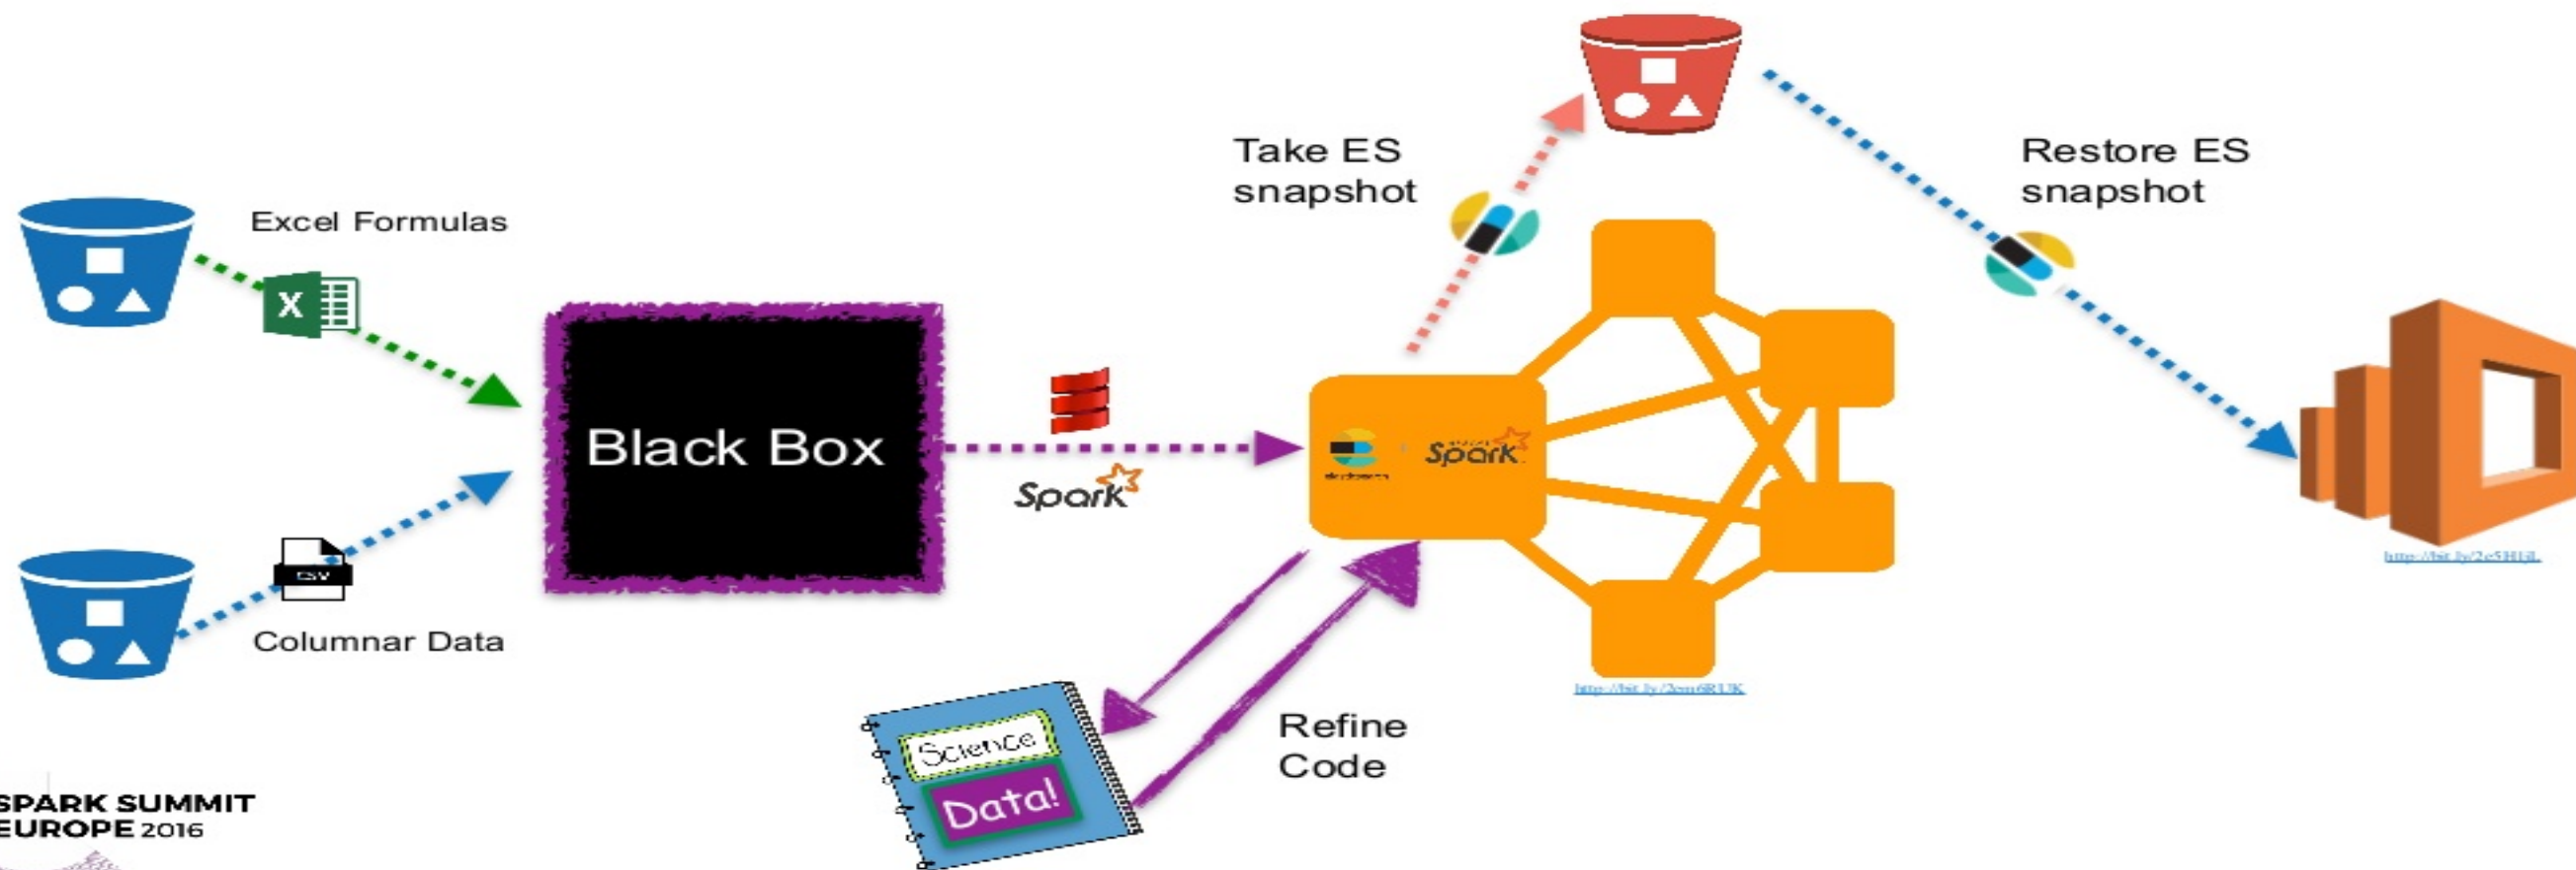 Take ES
snapshot
Restore ES
snapshot
Excel Formulas
X
Black Box
Spark
Spark
CSV
Columnar Data
Refine
Code
Science
Data!
SPARK SUMMIT
EUROPE 2016